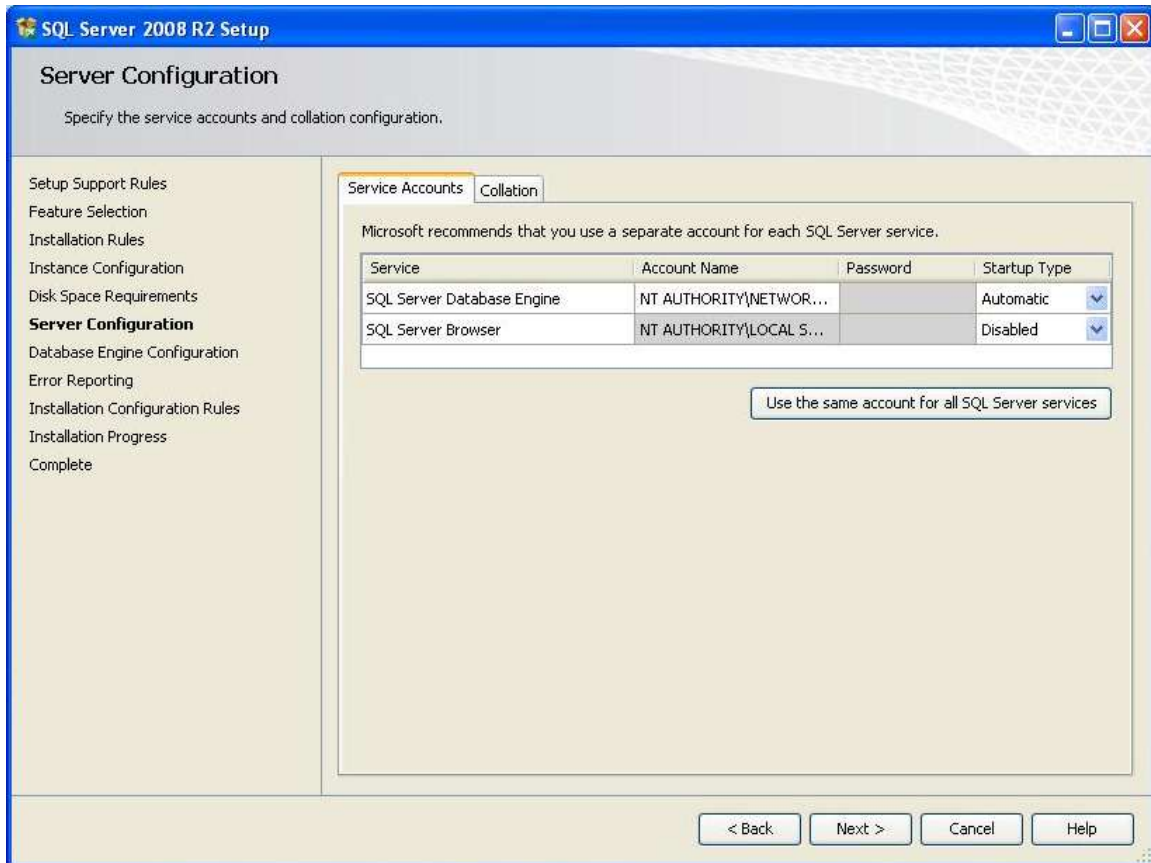 SQL Server 2008 R2 Setup
Server Configuration
Specify the service accounts and collation configuration.
Setup Support Rules
Feature Selection
Installation Rules
Instance Configuration
Disk Space Requirements
Server Configuration
Database Engine Configuration
Error Reporting
Installation Configuration Rules
Installation Progress
Complete
Service Accounts Collation
Microsoft recommends that you use a separate account for each SQL Server service.
Service Account Name Password Startup Type
SQL Server Database Engine NT AUTHORITY\NETWOR... Automatic
SQL Server Browser NT AUTHORITY\LOCAL S... Disabled
Use the same account for all SQL Server services
< Back Next > Cancel Help